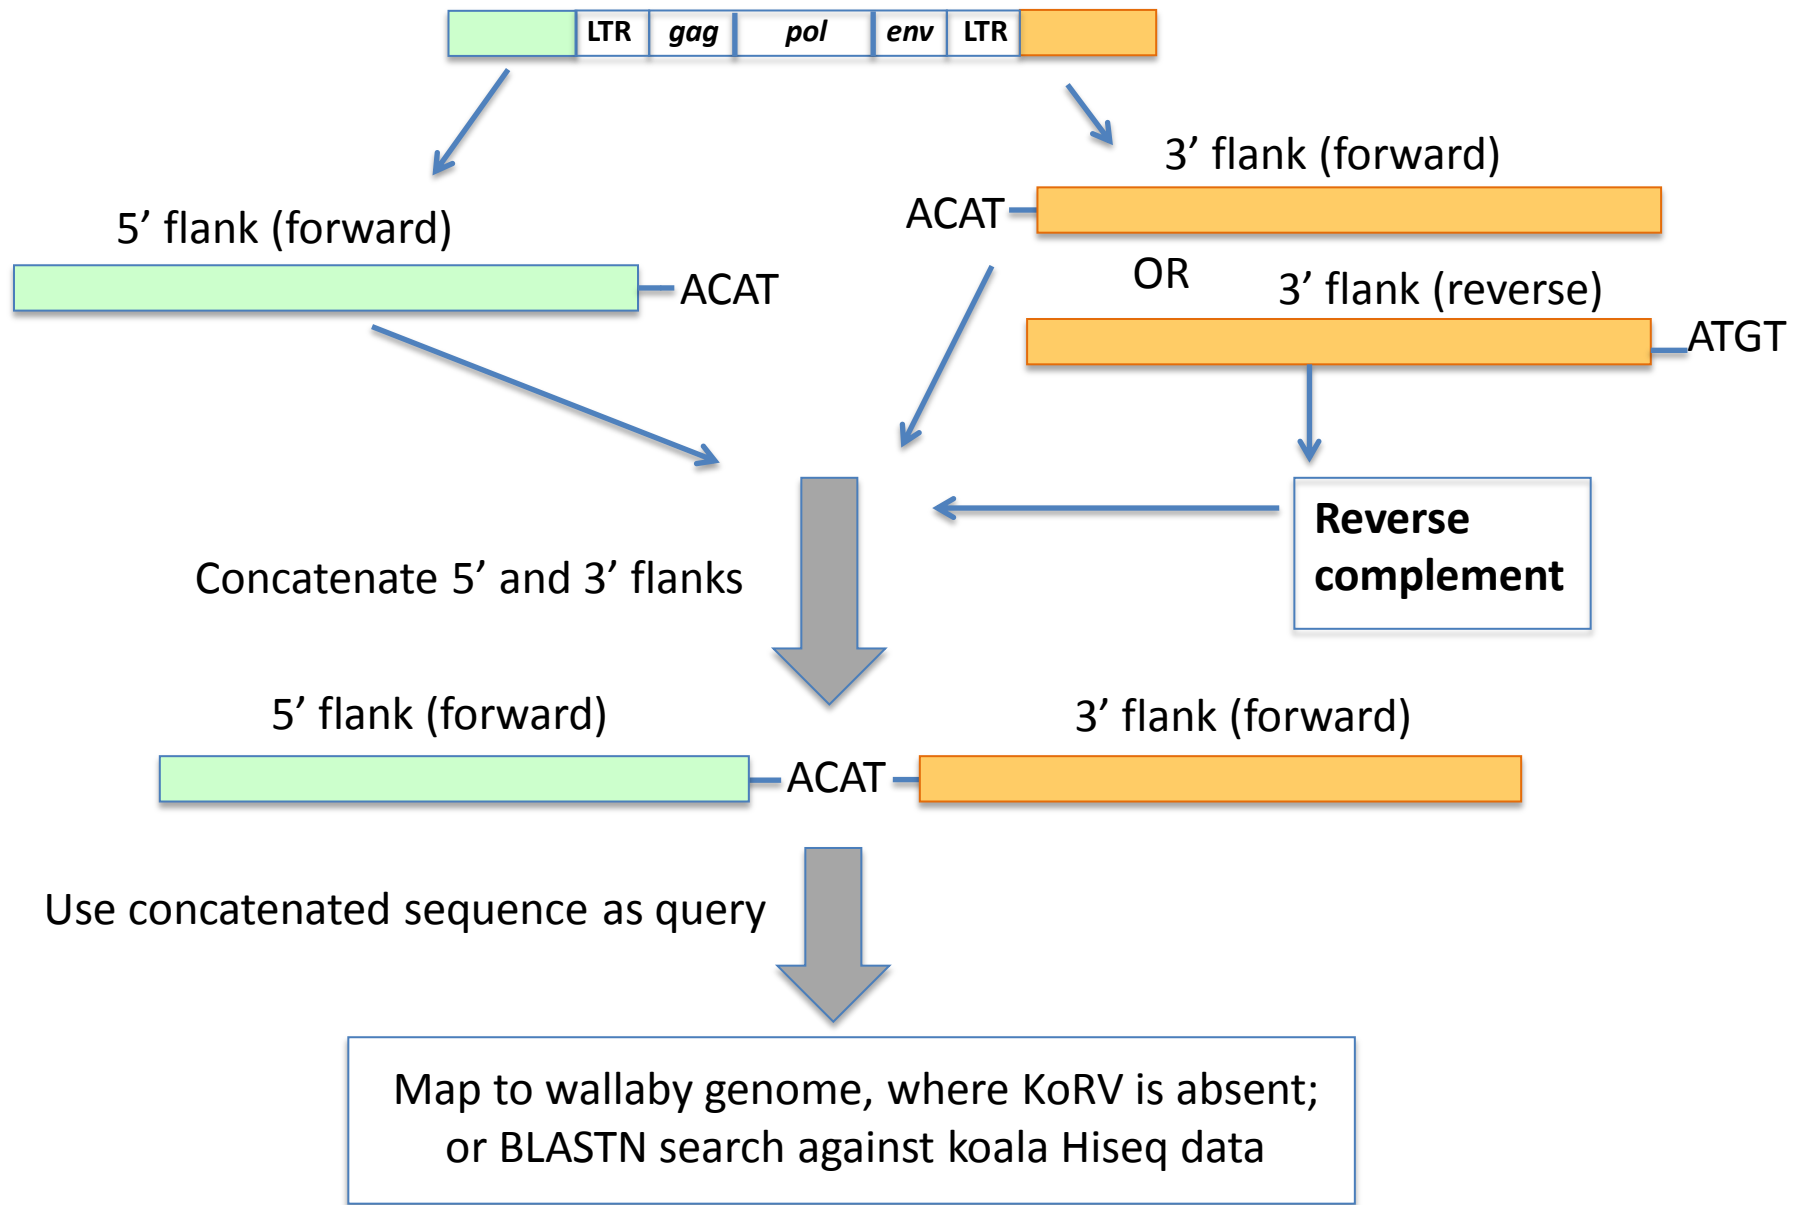 LTR gag pol env LTR
3’ flank (forward)
ACAT
5’ flank (forward)
ACAT
OR
3’ flank (reverse)
ATGT
Reverse
complement
Concatenate 5’ and 3’ flanks
5’ flank (forward)
3’ flank (forward)
ACAT
Use concatenated sequence as query
Map to wallaby genome, where KoRV is absent;
or BLASTN search against koala Hiseq data